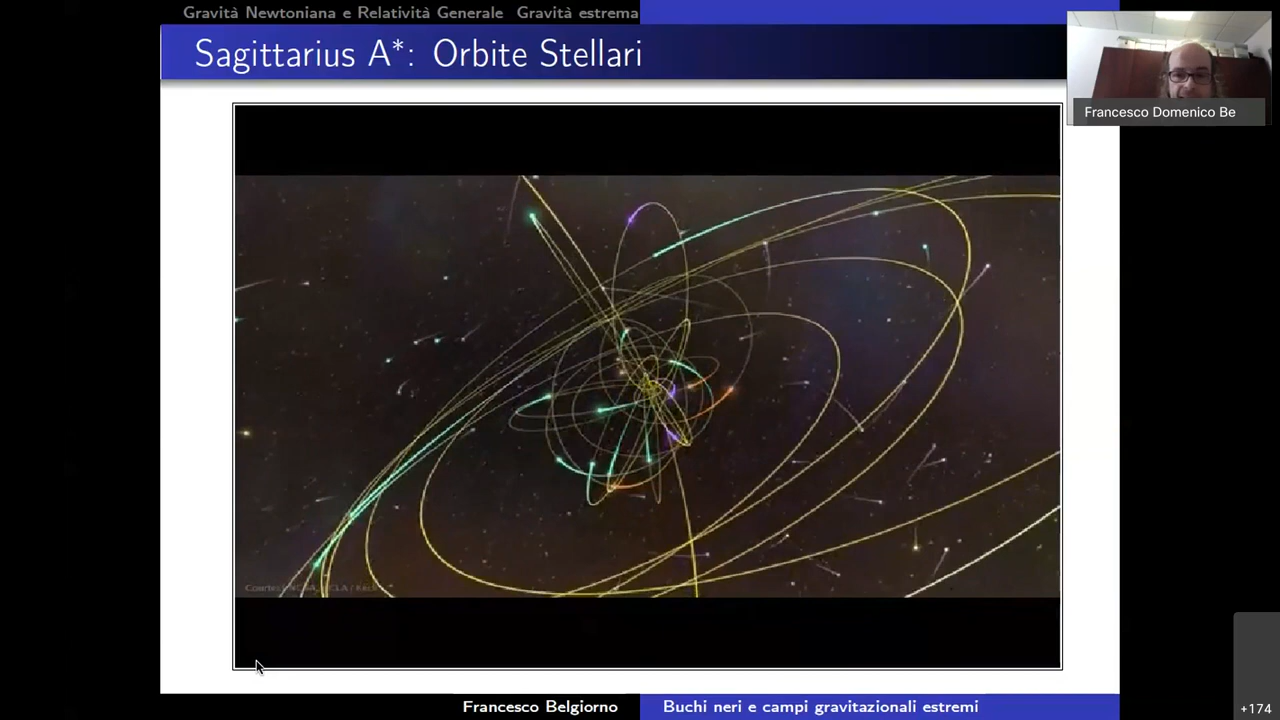 Gravità Newtoniana e Relatività Generale Gravità estrema
Sagittarius A*: Orbite Stellari
Francesco Domenico Be
Francesco Belgiorno
Buchi neri e campi gravitazionali estremi
+174